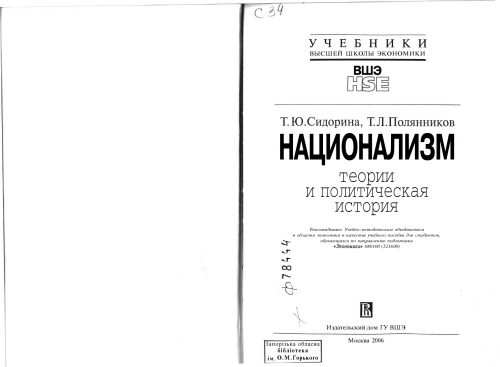 С 34
УЧЕБНИКИ
ВЫСШЕЙ ШКОЛЫ ЭКОНОМИКИ
ВШЭ
HSE
Т.Ю.Сидорина, Т.Л.Полянников
НАЦИОНАЛИЗМ
теории
и политическая
история
Рекомендовано Учебно-методическим объединением
в области экономики в качестве учебного пособия для студентов,
обучающихся по направлению подготовки
«Экономика» 080100 (521600)
ф78444
Издательский дом ГУ ВШЭ
Москва 2006
Запорізька обласна
бібліотека
ім. О.М.Горького